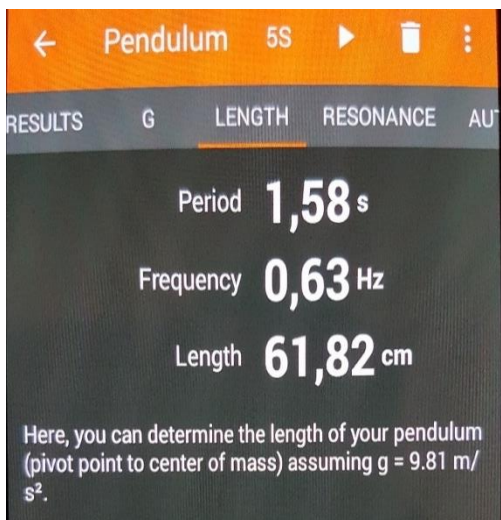 Pendulum 5S
RESULTS G LENGTH RESONANCE AUT
Period 1,58 s
Frequency 0,63 Hz
Length 61,82 cm
Here, you can determine the length of your pendulum
(pivot point to center of mass) assuming g = 9.81 m/
s².